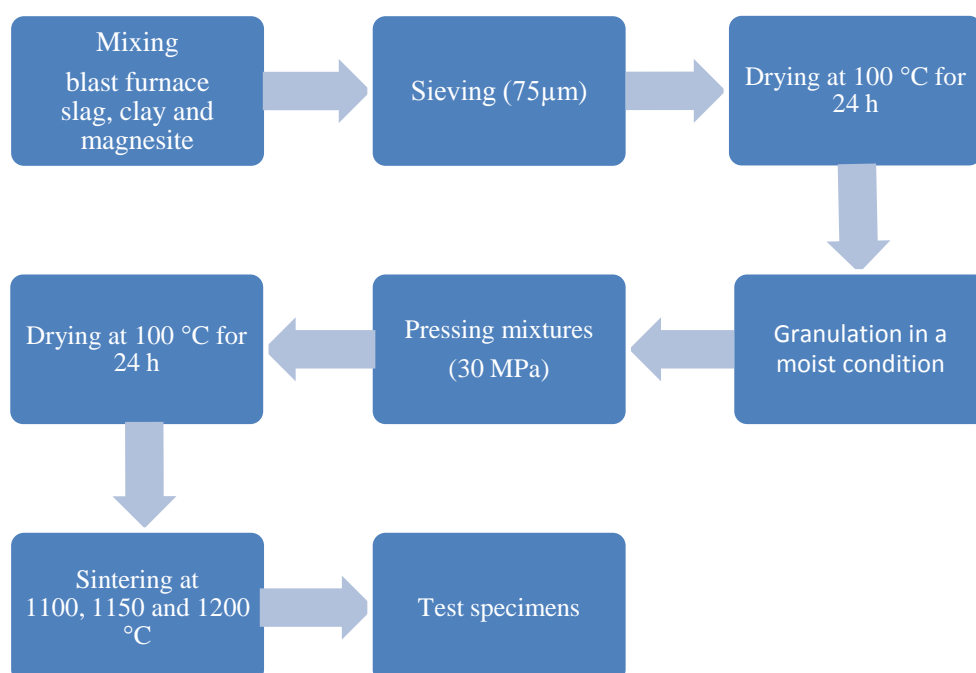 Mixing
blast furnace
slag, clay and
magnesite
Sieving (75µm)
Drying at 100 °C for
24 h
Granulation in a
moist condition
Pressing mixtures
(30 MPa)
Drying at 100 °C for
24 h
Sintering at
1100, 1150 and 1200
°C
Test specimens